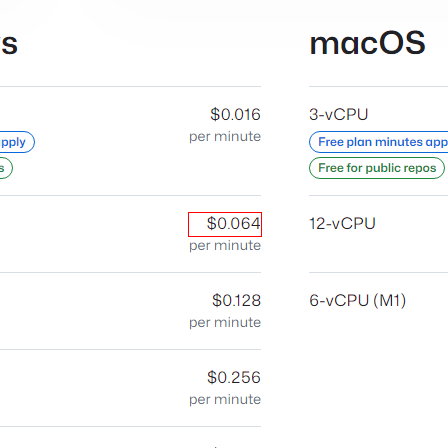 s
$0.016
per minute
pply
s
$0.064
per minute
$0.128
per minute
$0.256
per minute
macOS
3-vCPU
Free plan minutes app
Free for public repos
12-vCPU
6-vCPU (M1)